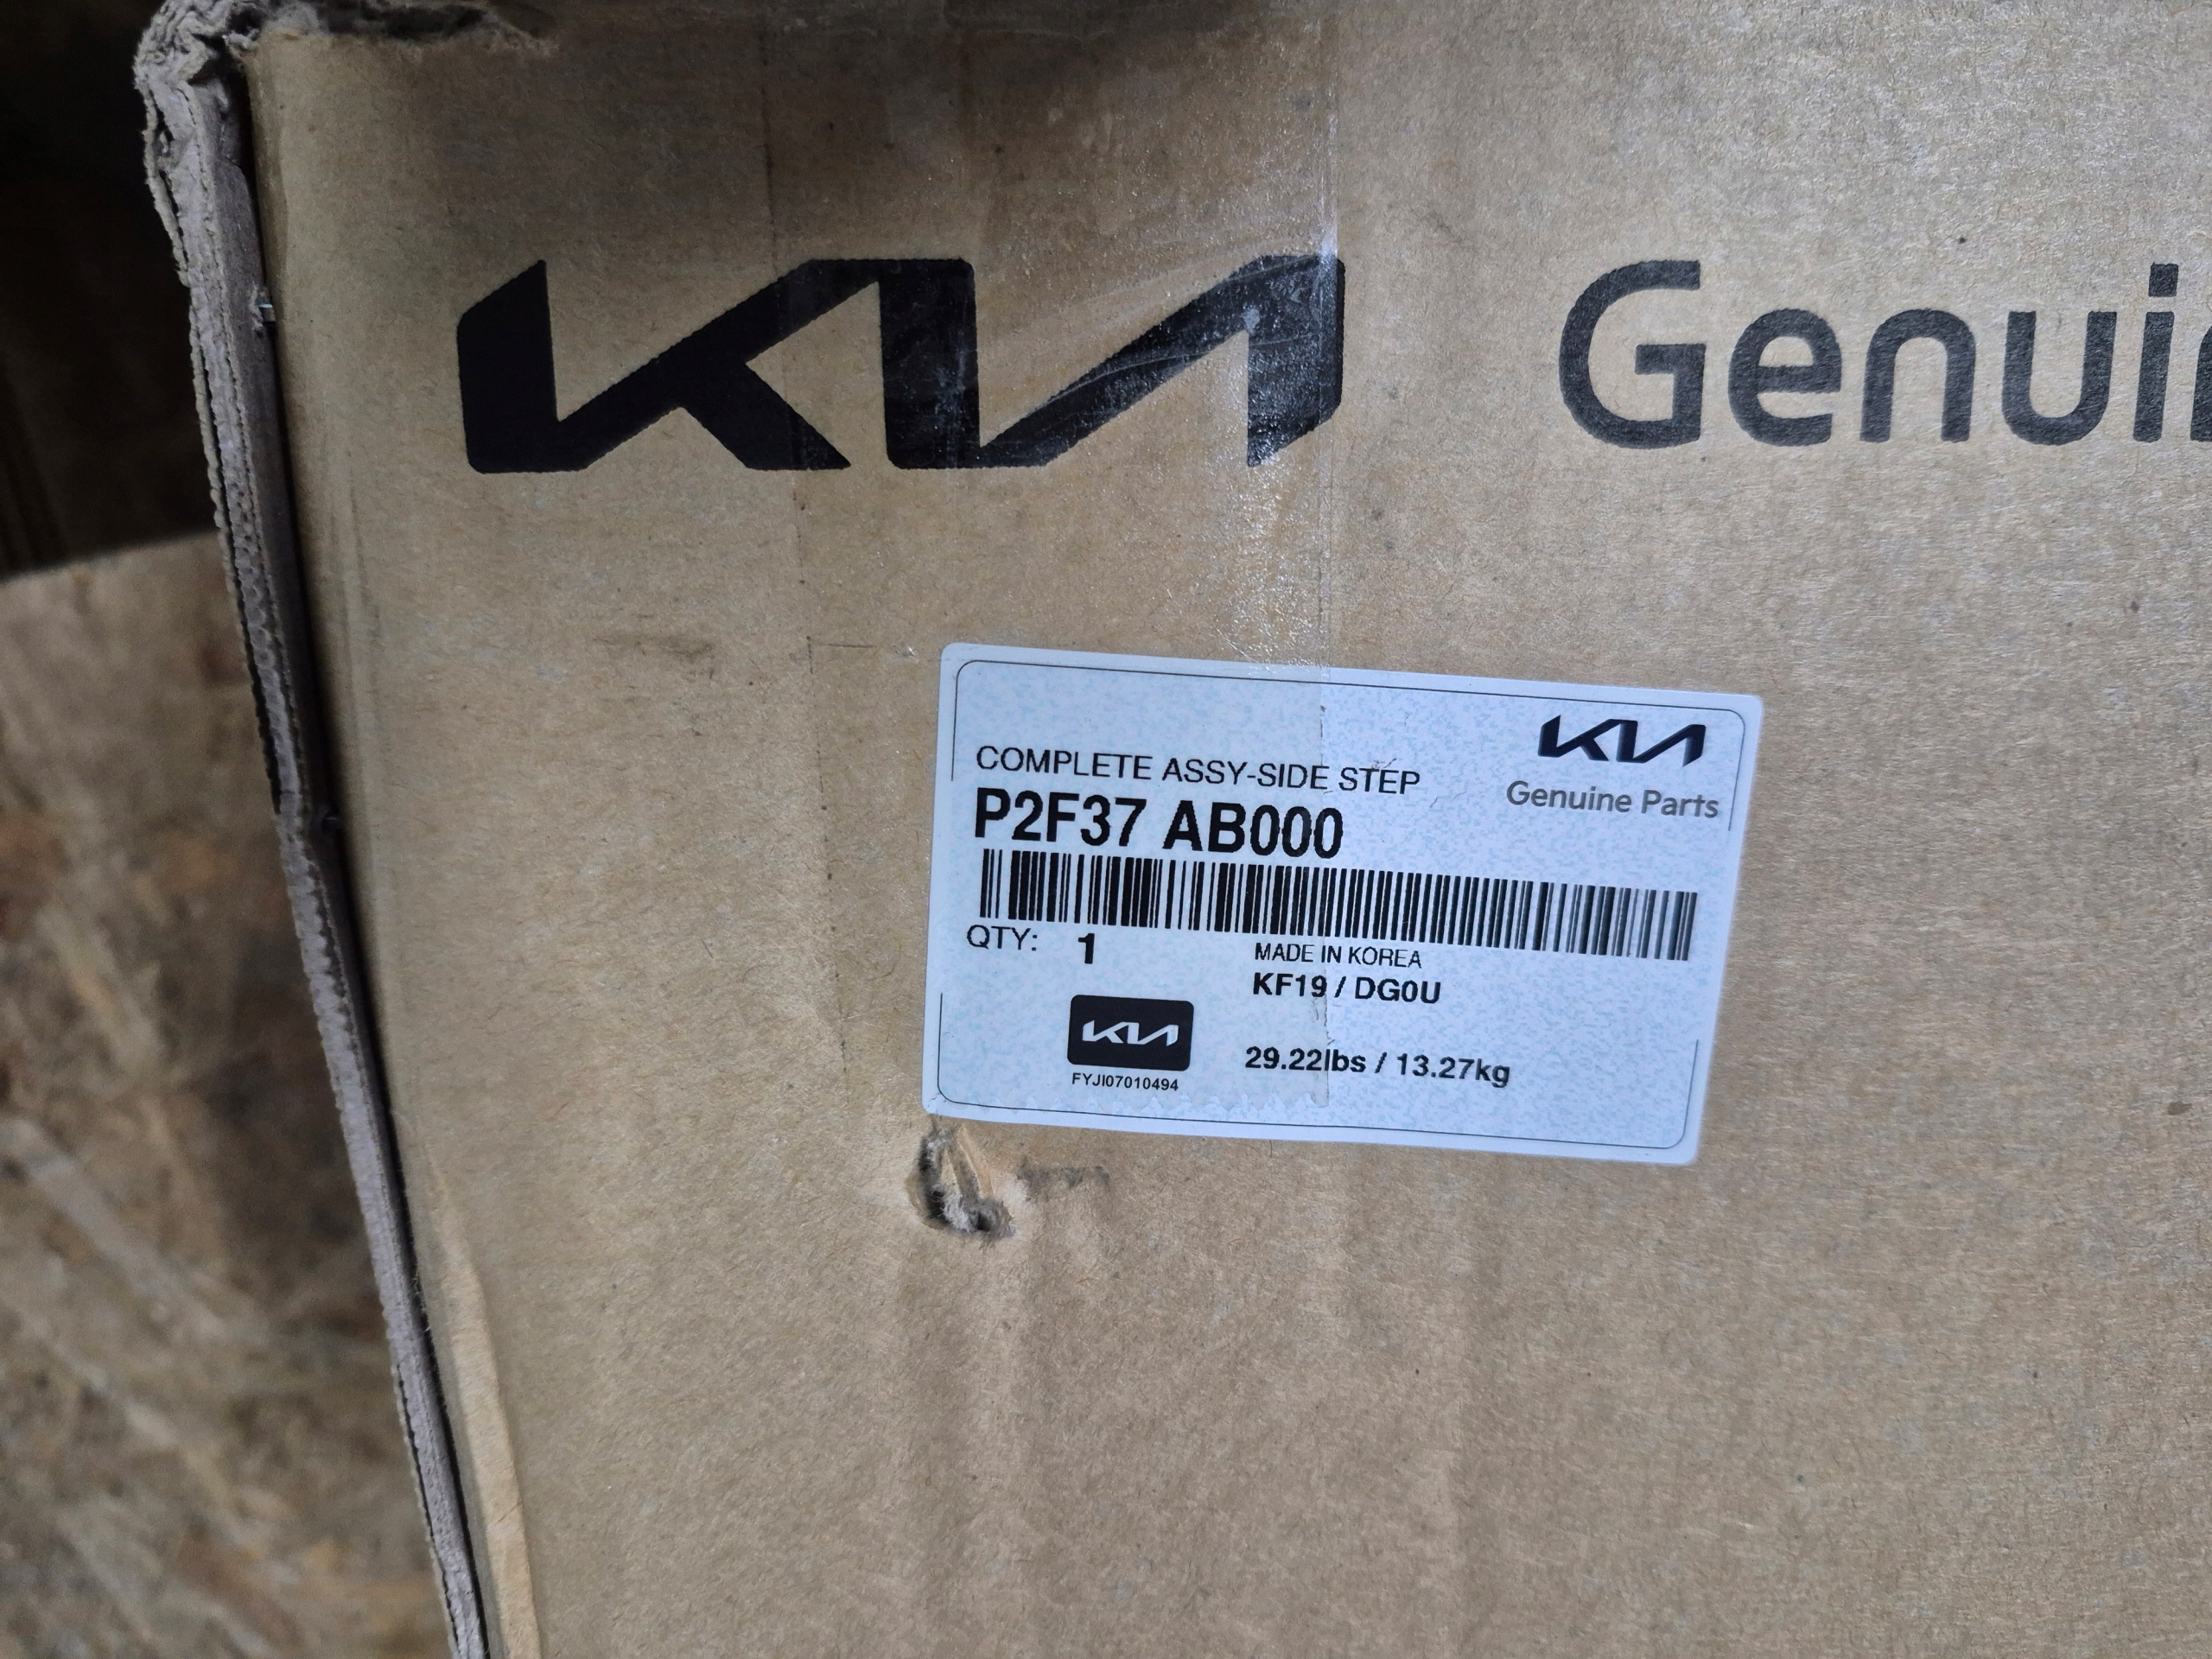 KIA Genui
KIA
Genuine Parts
COMPLETE ASSY-SIDE STEP
P2F37 AB000
QTY: 1
MADE IN KOREA
KF19 / DG0U
KIA
FYJI07010494
29.22lbs / 13.27kg